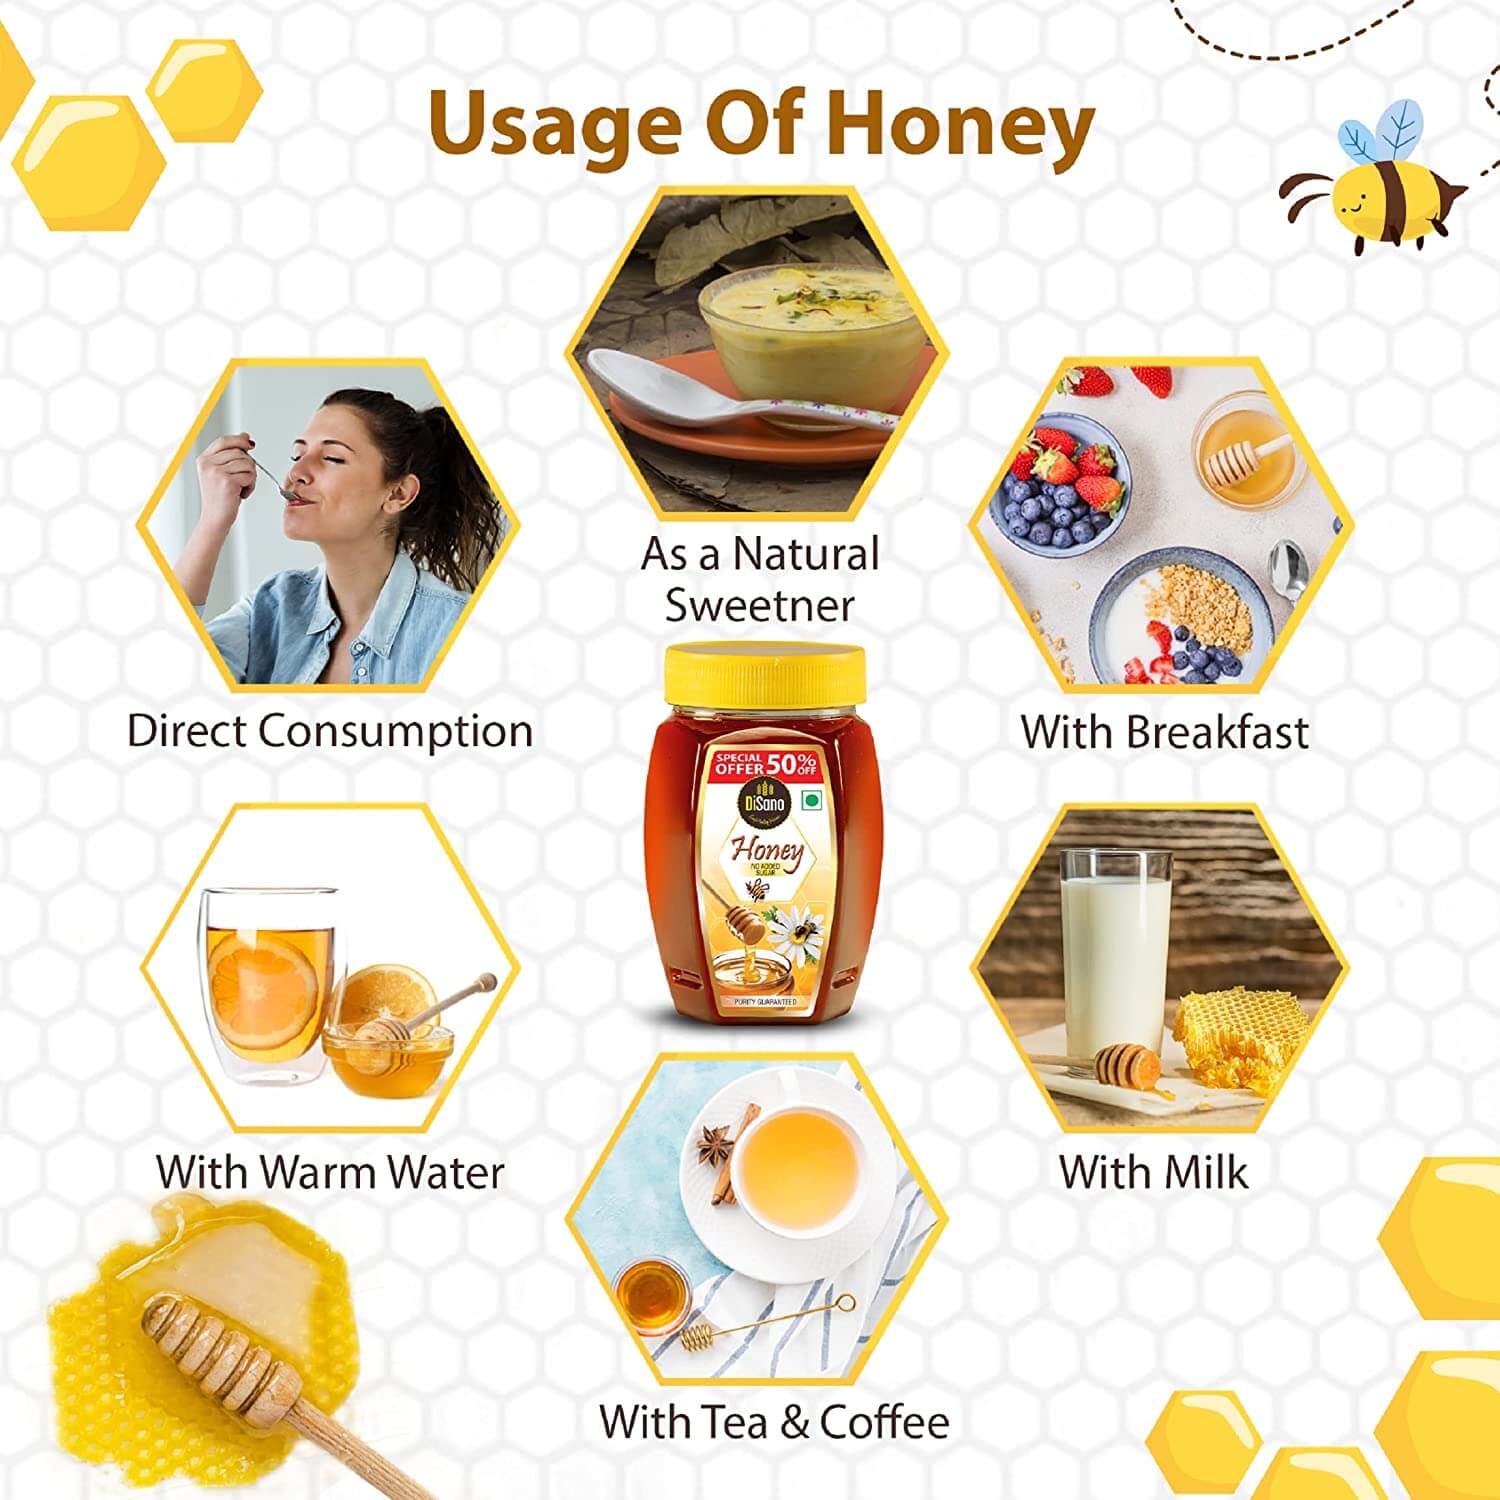 Usage Of Honey
As a Natural
Sweetner
Direct Consumption
With Breakfast
SPECIAL
OFFER 50% OFF
DiSano
Honey
NO ADDED
SUGAR
PURITY GUARANTEED
With Warm Water
With Milk
With Tea & Coffee